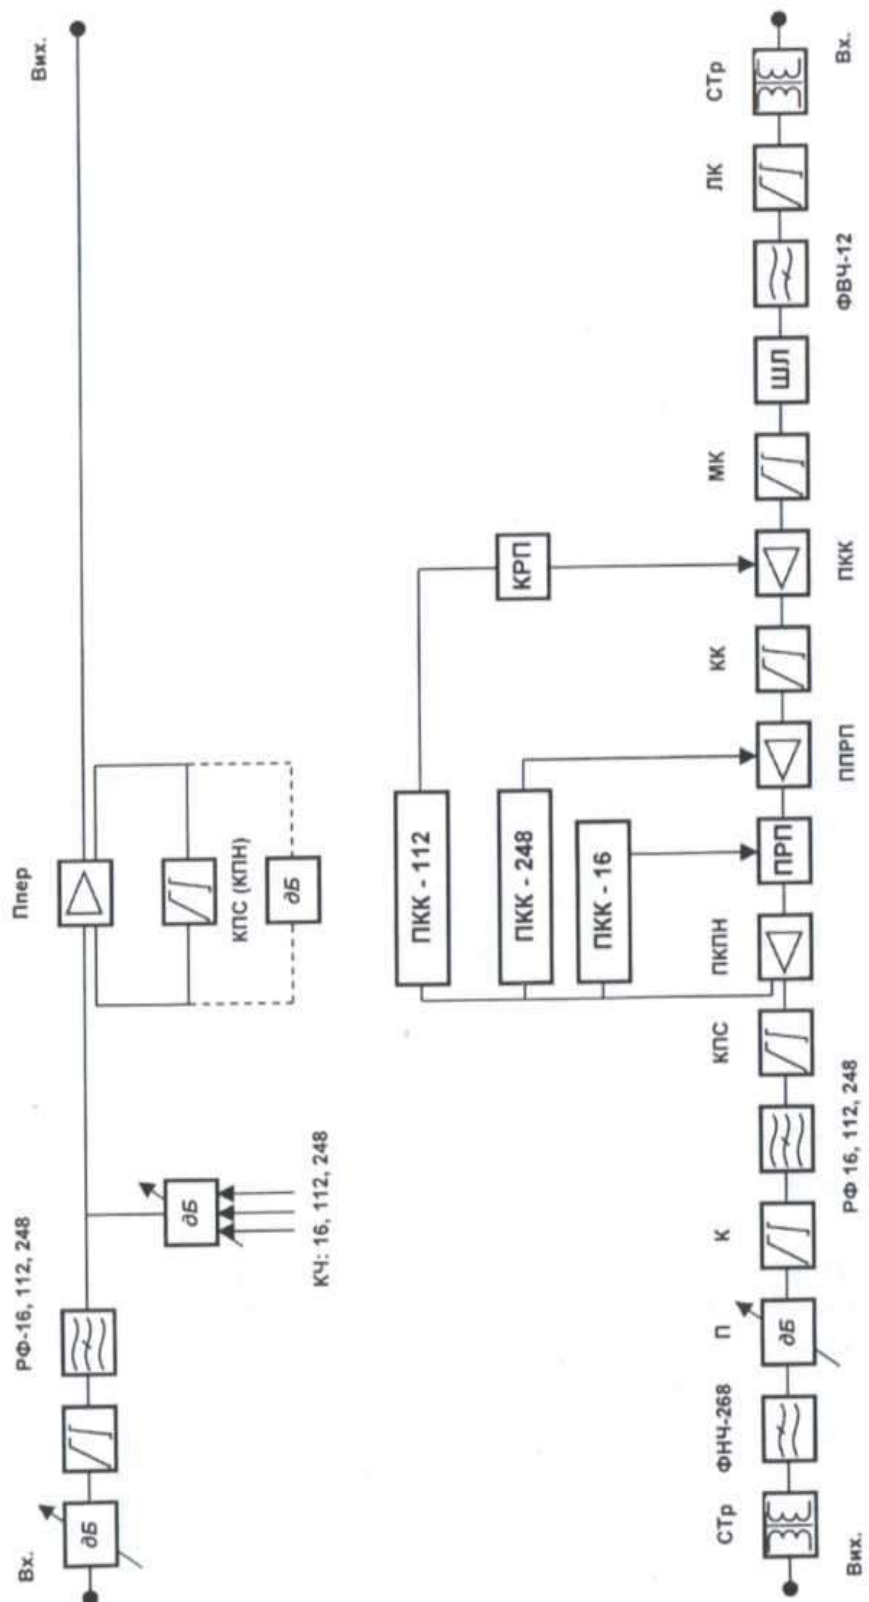 Вх.
дБ
РФ-16, 112, 248
дБ
КЧ: 16, 112, 248
Ппер
КПС (КПН)
дБ
Вих.
ПКК - 112
ПКК - 248
ПКК - 16
КРП
СТр
ФНЧ-268
П
дБ
К
РФ 16, 112, 248
КПС
ПКПН
ПРП
ППРП
КК
ПКК
МК
ШЛ
ФВЧ-12
ЛК
СТр
Вих.
Вх.